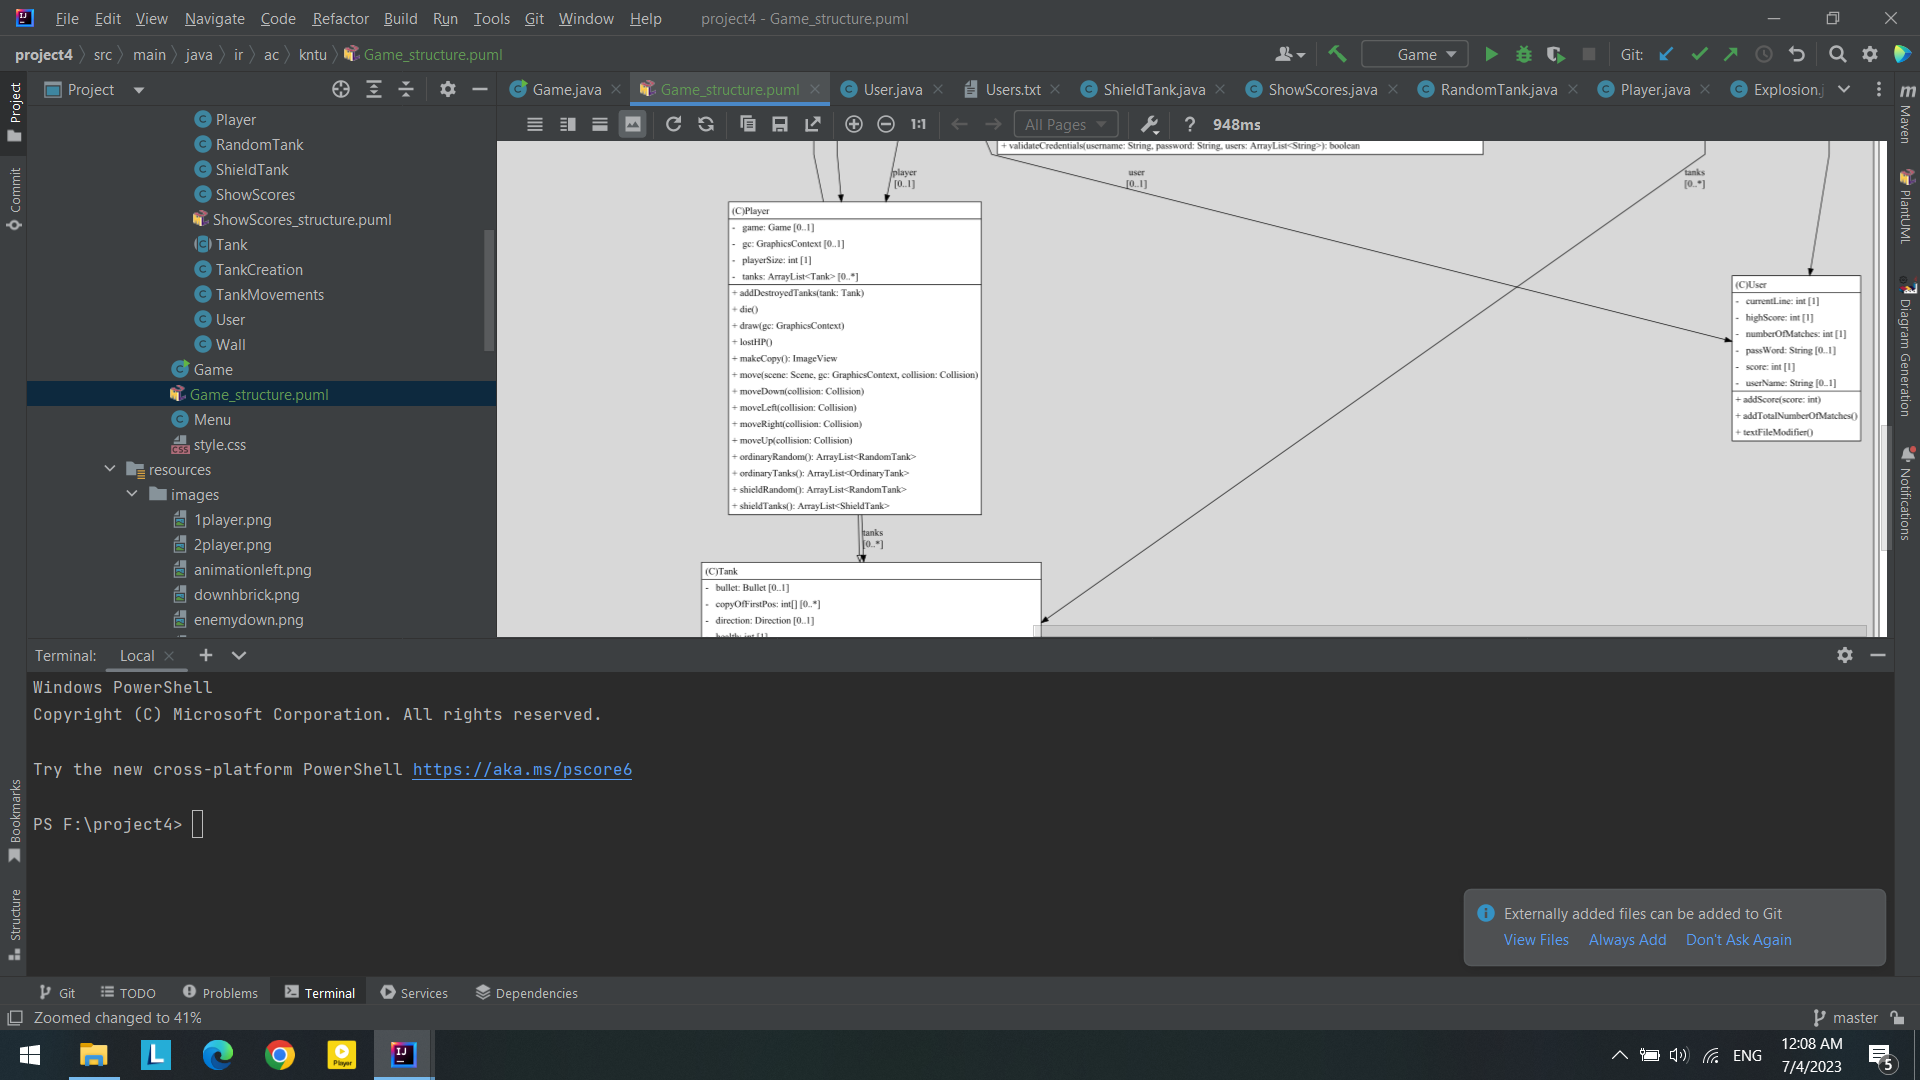 File Edit View Navigate Code Refactor Build Run Tools Git Window Help project4 - Game_structure.puml
project4 src main java ir ac kntu Game_structure.puml
Game
Git:
Project
Game.java
Game_structure.puml
User.java
Users.txt
ShieldTank.java
ShowScores.java
RandomTank.java
Player.java
Explosion.j
All Pages
1:1
? 948ms
Project
Commit
Bookmarks
Structure
Maven
PlantUML
Diagram Generation
Notifications
Player
RandomTank
ShieldTank
ShowScores
ShowScores_structure.puml
Tank
TankCreation
TankMovements
User
Wall
Game
Game_structure.puml
Menu
style.css
resources
images
1player.png
2player.png
animationleft.png
downhbrick.png
enemydown.png
+ validateCredentials(username: String, password: String, users: ArrayList<String>): boolean
player
[0..1]
user
[0..1]
tanks
[0..*]
(C)Player
- game: Game [0..1]
- gc: GraphicsContext [0..1]
- playerSize: int [1]
- tanks: ArrayList<Tank> [0..*]
+ addDestroyedTanks(tank: Tank)
+ die()
+ draw(gc: GraphicsContext)
+ lostHP()
+ makeCopy(): ImageView
+ move(scene: Scene, gc: GraphicsContext, collision: Collision)
+ moveDown(collision: Collision)
+ moveLeft(collision: Collision)
+ moveRight(collision: Collision)
+ moveUp(collision: Collision)
+ ordinaryRandom(): ArrayList<RandomTank>
+ ordinaryTanks(): ArrayList<OrdinaryTank>
+ shieldRandom(): ArrayList<RandomTank>
+ shieldTanks(): ArrayList<ShieldTank>
tanks
[0..*]
(C)Tank
- bullet: Bullet [0..1]
- copyOfFirstPos: int[] [0..*]
- direction: Direction [0..1]
health: int [1]
(C)User
- currentLine: int [1]
- highScore: int [1]
- numberOfMatches: int [1]
- passWord: String [0..1]
- score: int [1]
- userName: String [0..1]
+ addScore(score: int)
+ addTotalNumberOfMatches()
+ textFileModifier()
Terminal: Local
Windows PowerShell
Copyright (C) Microsoft Corporation. All rights reserved.
Try the new cross-platform PowerShell https://aka.ms/pscore6
PS F:\project4>
Externally added files can be added to Git
View Files Always Add Don't Ask Again
Git TODO Problems Terminal Services Dependencies
Zoomed changed to 41%
master
Player
ENG
12:08 AM
7/4/2023
5